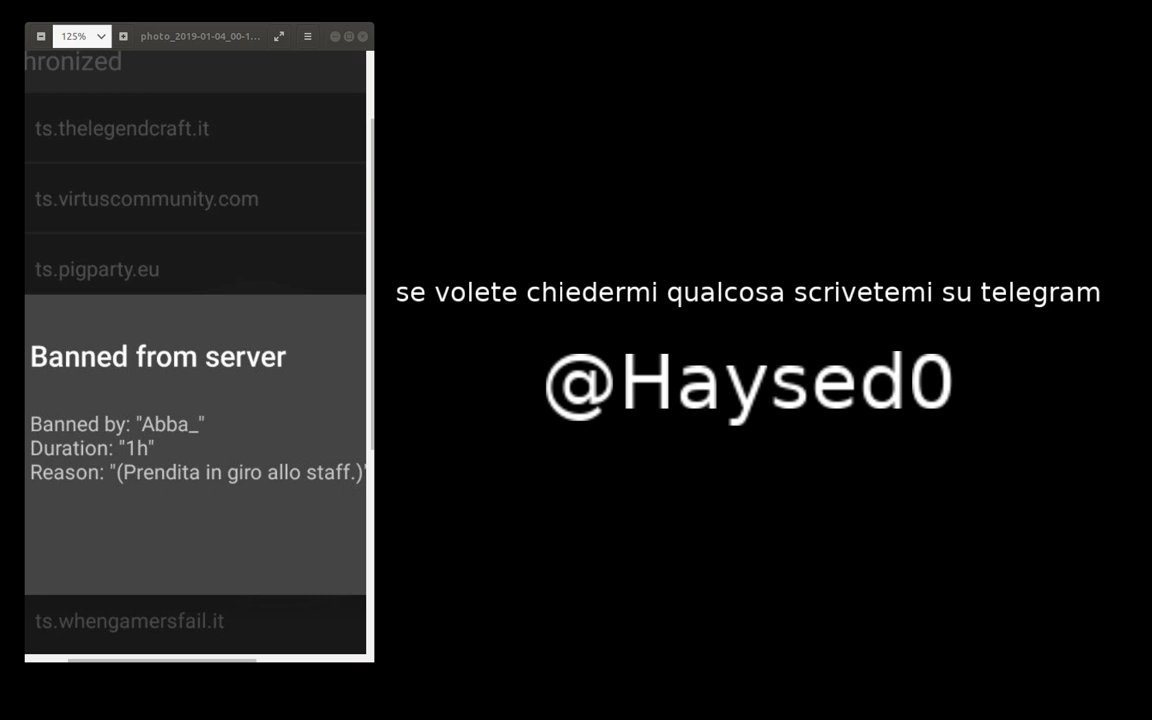 125%
photo_2019-01-04_00-1...
hronized
ts.thelegendcraft.it
ts.virtuscommunity.com
ts.pigparty.eu
Banned from server
Banned by: "Abba_"
Duration: "1h"
Reason: "(Prendita in giro allo staff.)"
ts.whengamersfail.it
se volete chiedermi qualcosa scrivetemi su telegram
@Haysed0